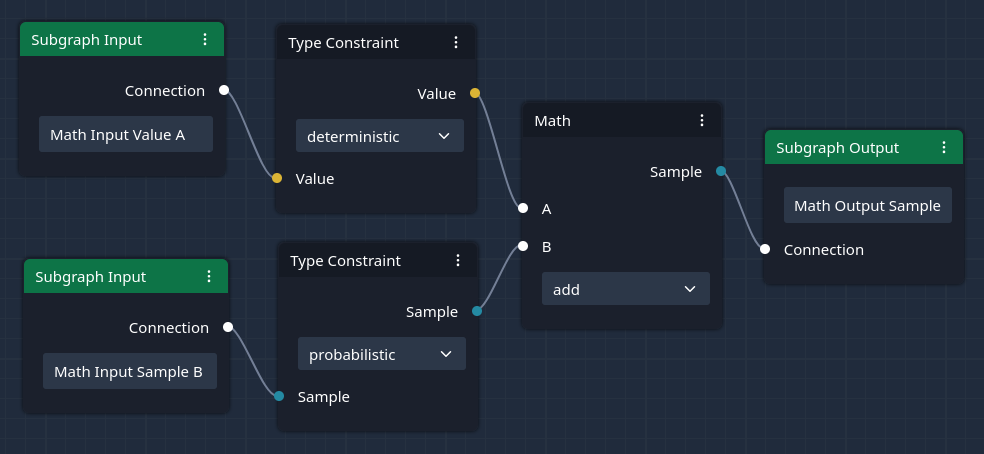 Subgraph Input
Connection
Math Input Value A
Type Constraint
Value
deterministic
Value
Subgraph Input
Connection
Math Input Sample B
Type Constraint
Sample
probabilistic
Sample
Math
Sample
A
B
add
Subgraph Output
Math Output Sample
Connection